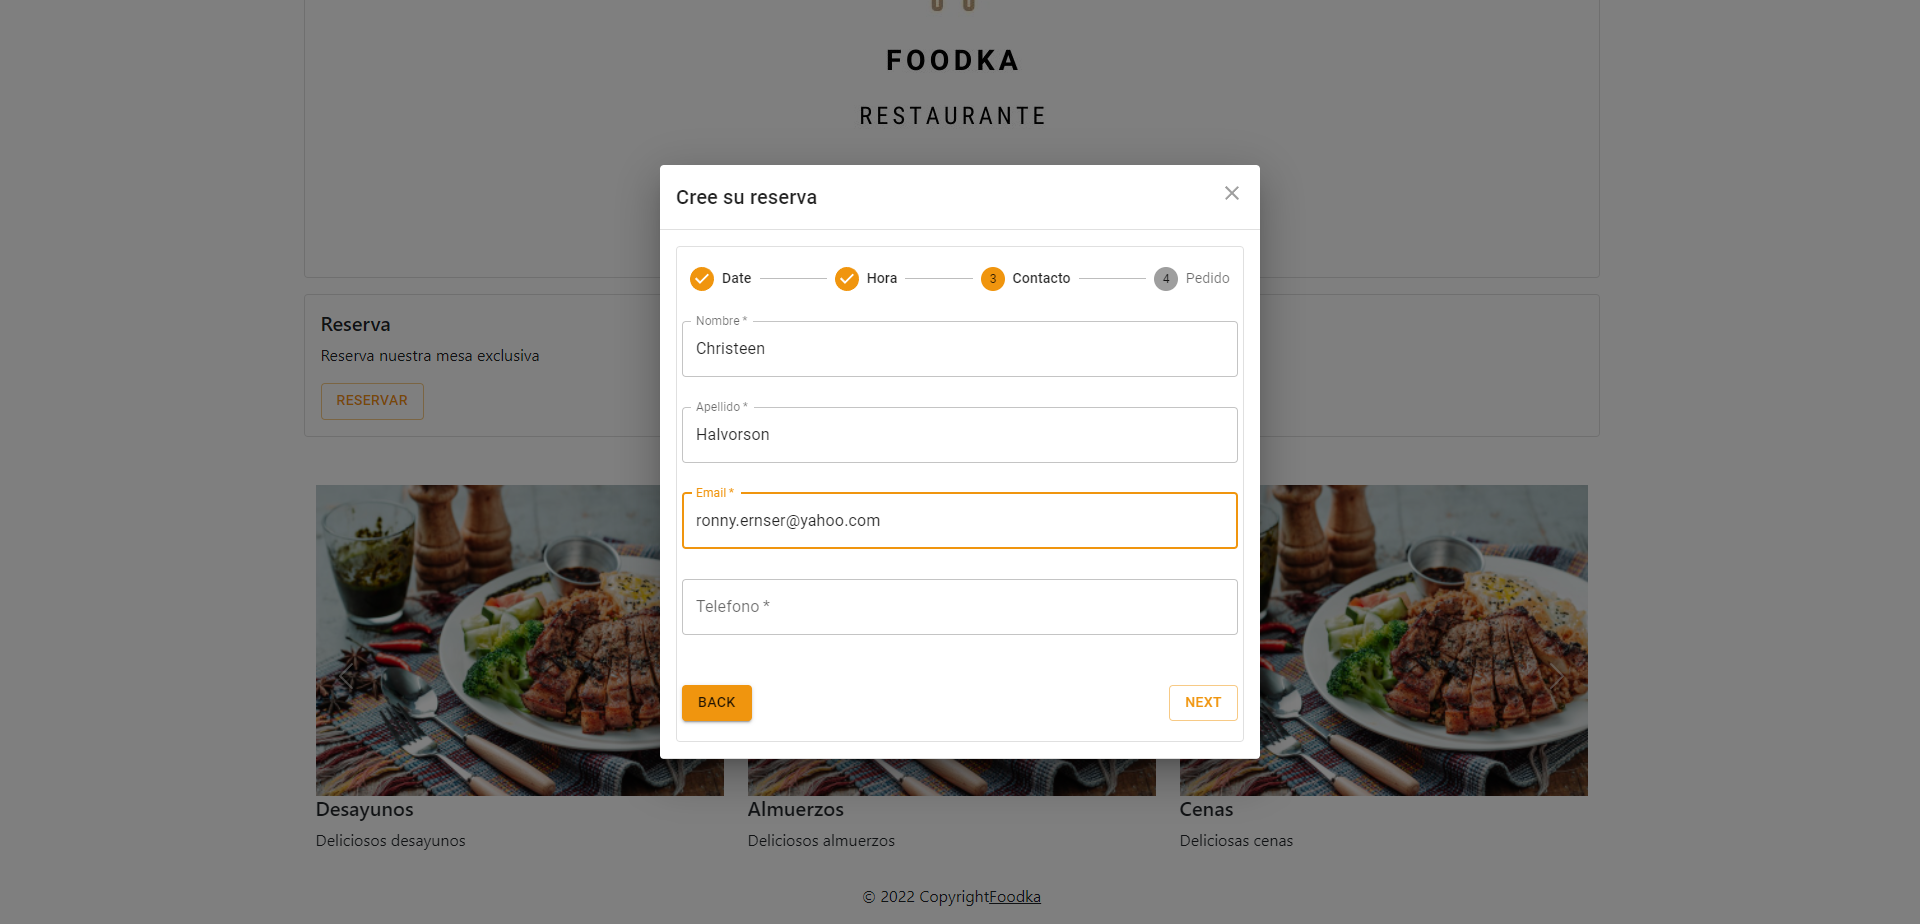 FOODKA
RESTAURANTE
Cree su reserva
Date
Hora
3 Contacto
4 Pedido
Nombre *
Christeen
Apellido *
Halvorson
Email *
ronny.ernser@yahoo.com
Telefono *
BACK
NEXT
Reserva
Reserva nuestra mesa exclusiva
RESERVAR
Desayunos
Deliciosos desayunos
Almuerzos
Deliciosos almuerzos
Cenas
Deliciosas cenas
© 2022 CopyrightFoodka